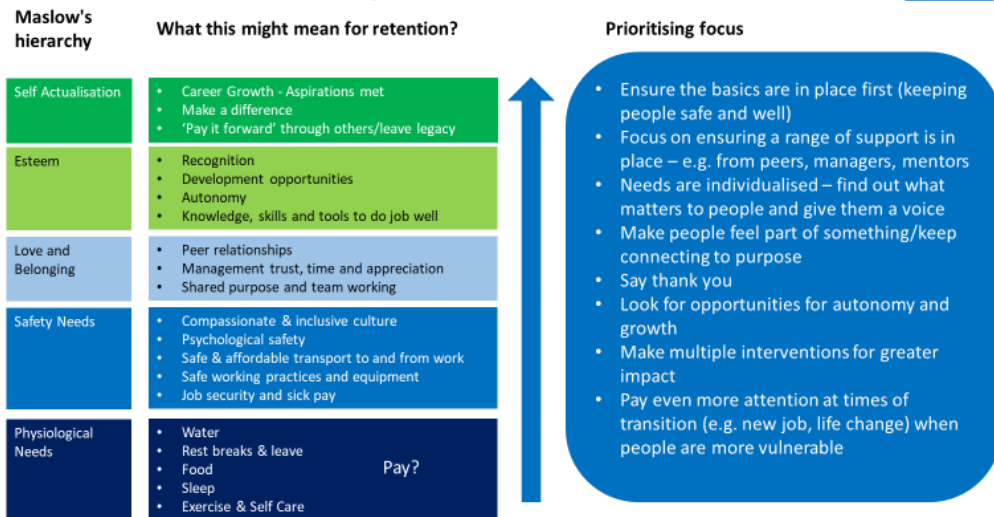 Maslow's
hierarchy
What this might mean for retention?
Prioritising focus
Self Actualisation
• Career Growth - Aspirations met
• Make a difference
• 'Pay it forward' through others/leave legacy
Esteem
• Recognition
• Development opportunities
• Autonomy
• Knowledge, skills and tools to do job well
Love and
Belonging
• Peer relationships
• Management trust, time and appreciation
• Shared purpose and team working
Safety Needs
• Compassionate & inclusive culture
• Psychological safety
• Safe & affordable transport to and from work
• Safe working practices and equipment
• Job security and sick pay
Physiological
Needs
• Water
• Rest breaks & leave
• Food
• Sleep
• Exercise & Self Care
Pay?
• Ensure the basics are in place first (keeping
people safe and well)
• Focus on ensuring a range of support is in
place – e.g. from peers, managers, mentors
• Needs are individualised – find out what
matters to people and give them a voice
• Make people feel part of something/keep
connecting to purpose
• Say thank you
• Look for opportunities for autonomy and
growth
• Make multiple interventions for greater
impact
• Pay even more attention at times of
transition (e.g. new job, life change) when
people are more vulnerable